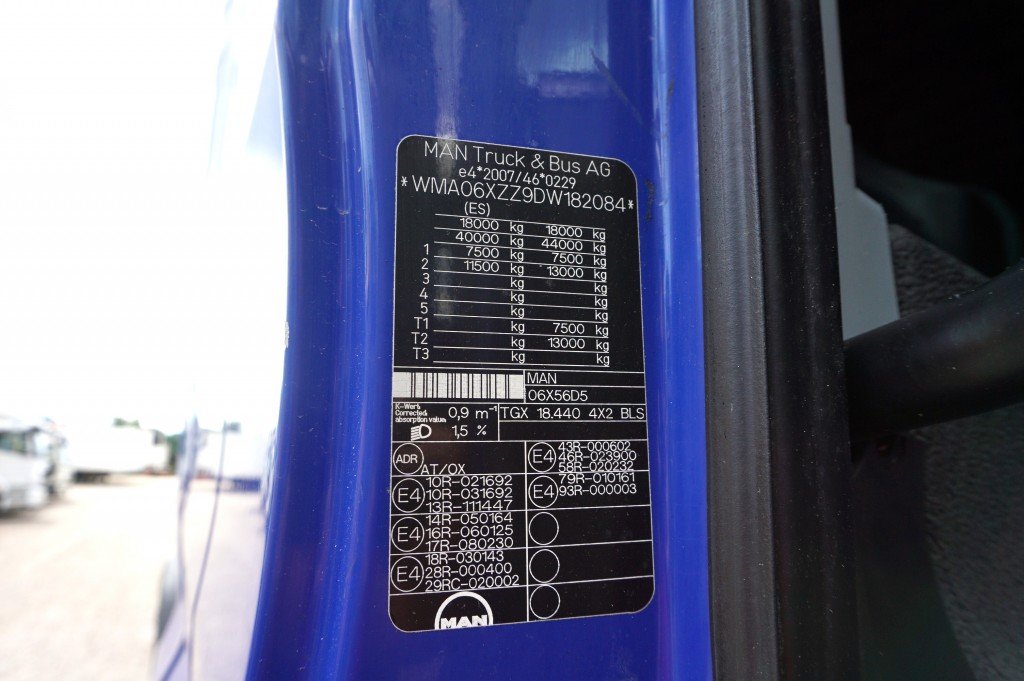 MAN Truck & Bus AG
e4*2007/46*0229
*WMA06XZZ9DW182084*
(ES)
18000 kg 18000 kg
40000 kg 44000 kg
1 7500 kg 7500 kg
2 11500 kg 13000 kg
3 kg kg
4 kg kg
5 kg kg
T1 kg 7500 kg
T2 kg 13000 kg
T3 kg kg
MAN
06X56D5
K-Wert
Corrected
absorption value
0,9 m⁻¹
TGX 18.440 4X2 BLS
1,5 %
ADR AT/OX
E4 10R-021692
10R-031692
13R-111447
E4 14R-050164
16R-060125
17R-080230
E4 18R-030143
28R-000400
29RC-020002
E4 43R-000602
46R-023900
58R-020232
E4 79R-010161
93R-000003
MAN